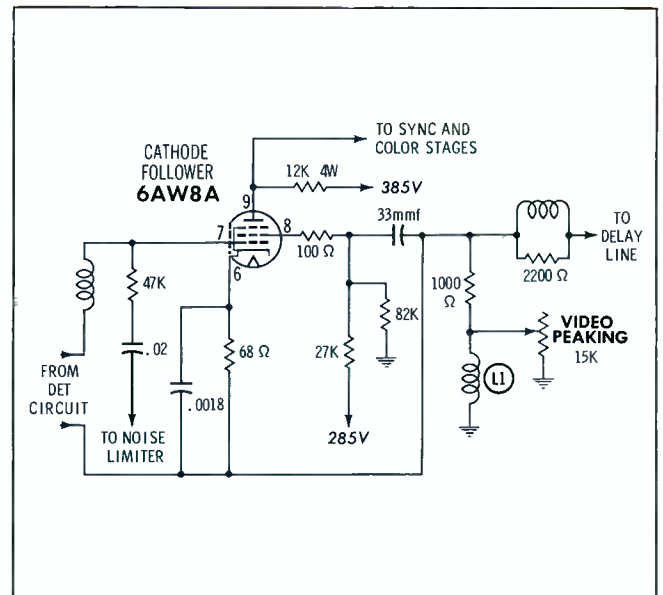 TO SYNC AND
COLOR STAGES
CATHODE
FOLLOWER
6AW8A
12K 4W
385V
9
33mmf
7
8
100 Ω
TO
DELAY
LINE
2200 Ω
6
47K
1000
Ω
82K
VIDEO
PEAKING
15K
.02
68 Ω
27K
L1
FROM
DET
CIRCUIT
.0018
TO NOISE
LIMITER
285V